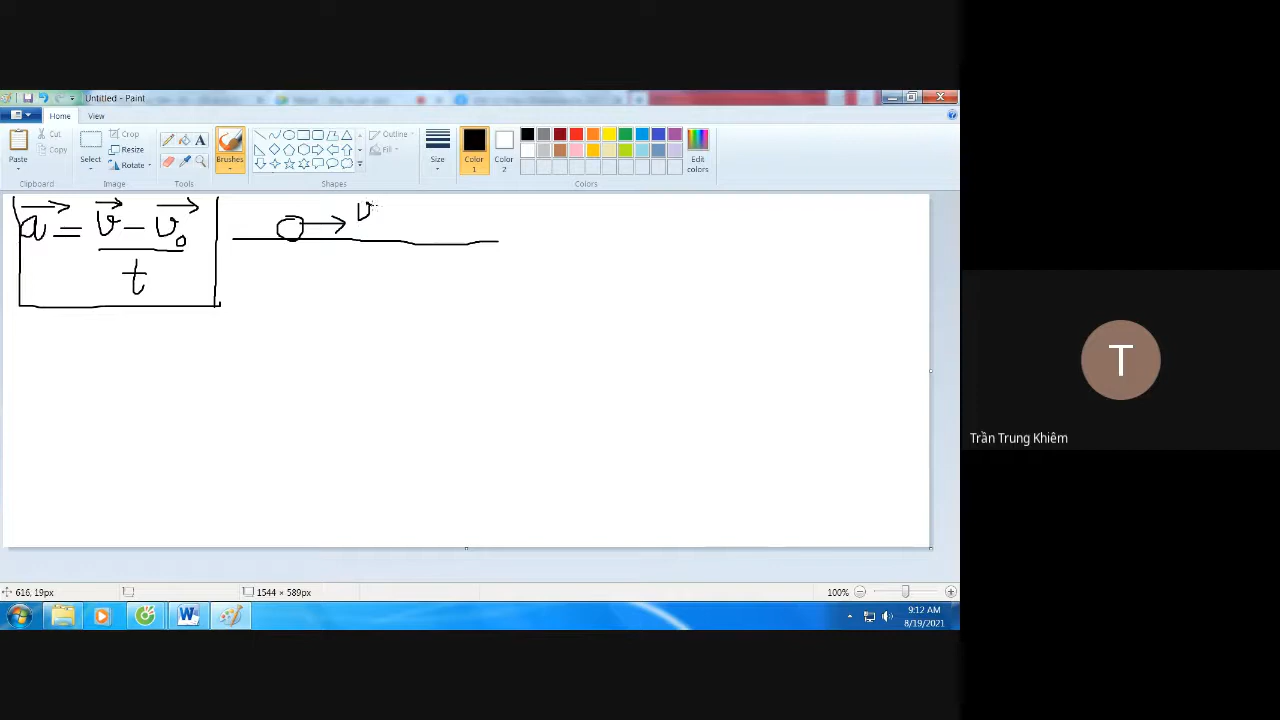 Untitled - Paint
Home View
Paste
Cut
Copy
Clipboard
Select
Crop
Resize
Rotate
Image
A
Tools
Brushes
Outline
Fill
Shapes
Size
Color 1
Color 2
Edit colors
Colors
a = v - v₀
t
v
616, 19px
1544 × 589px
100%
W
9:12 AM
8/19/2021
T
Trần Trung Khiêm